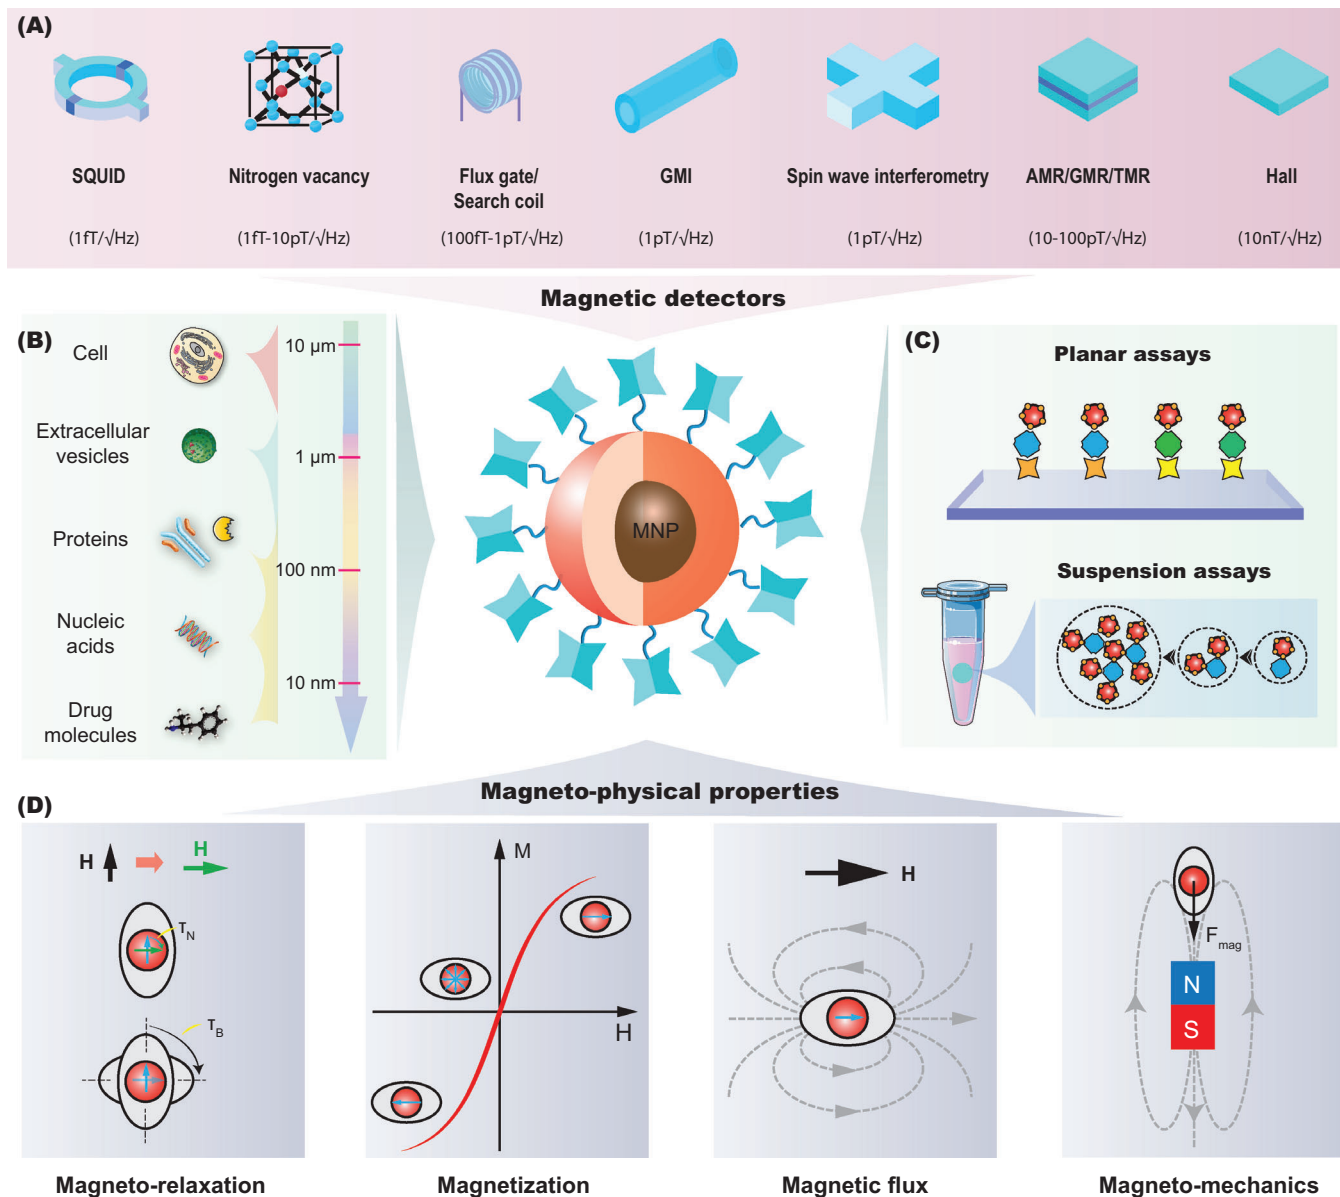 (A)
SQUID
Nitrogen vacancy
Flux gate/
Search coil
GMI
Spin wave interferometry
AMR/GMR/TMR
Hall
(1fT/√Hz)
(1fT-10pT/√Hz)
(100fT-1pT/√Hz)
(1pT/√Hz)
(1pT/√Hz)
(10-100pT/√Hz)
(10nT/√Hz)
Magnetic detectors
(B)
Cell
Extracellular
vesicles
Proteins
Nucleic
acids
Drug
molecules
10 µm
1 µm
100 nm
10 nm
MNP
(C)
Planar assays
Suspension assays
Magneto-physical properties
(D)
H
H
τN
τB
Magneto-relaxation
M
H
Magnetization
H
Magnetic flux
Fmag
N
S
Magneto-mechanics